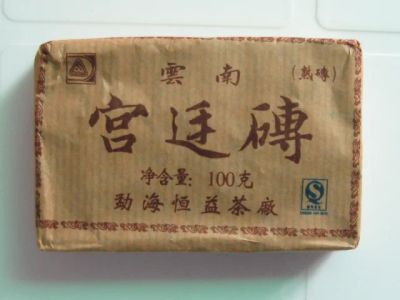 雲南
(熟磚)
宫廷磚
净含量：100克
勐海恒益茶廠